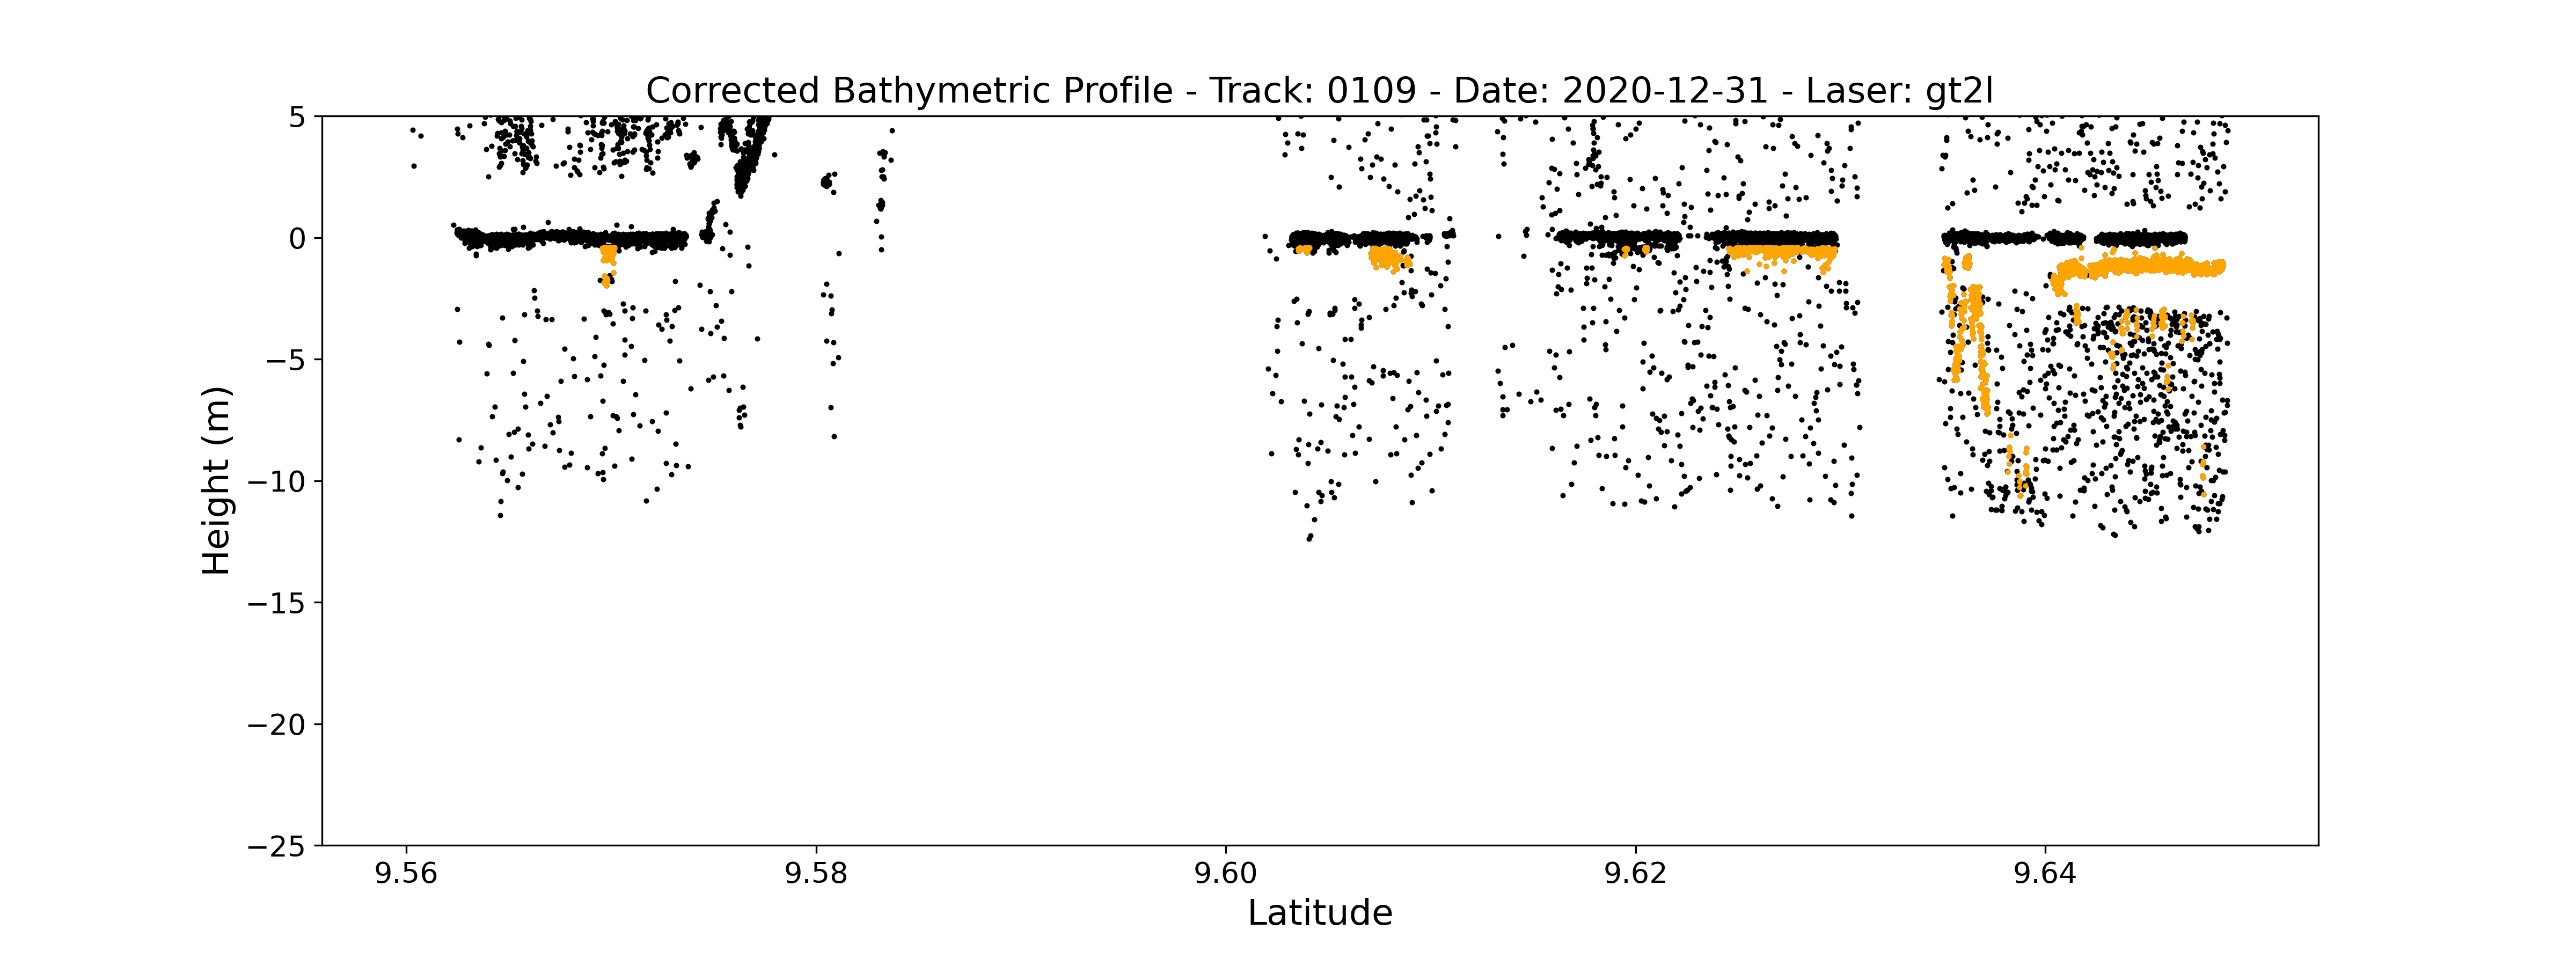 Corrected Bathymetric Profile - Track: 0109 - Date: 2020-12-31 - Laser: gt2l
5
0
−5
−10
−15
−20
−25
Height (m)
9.56 9.58 9.60 9.62 9.64
Latitude